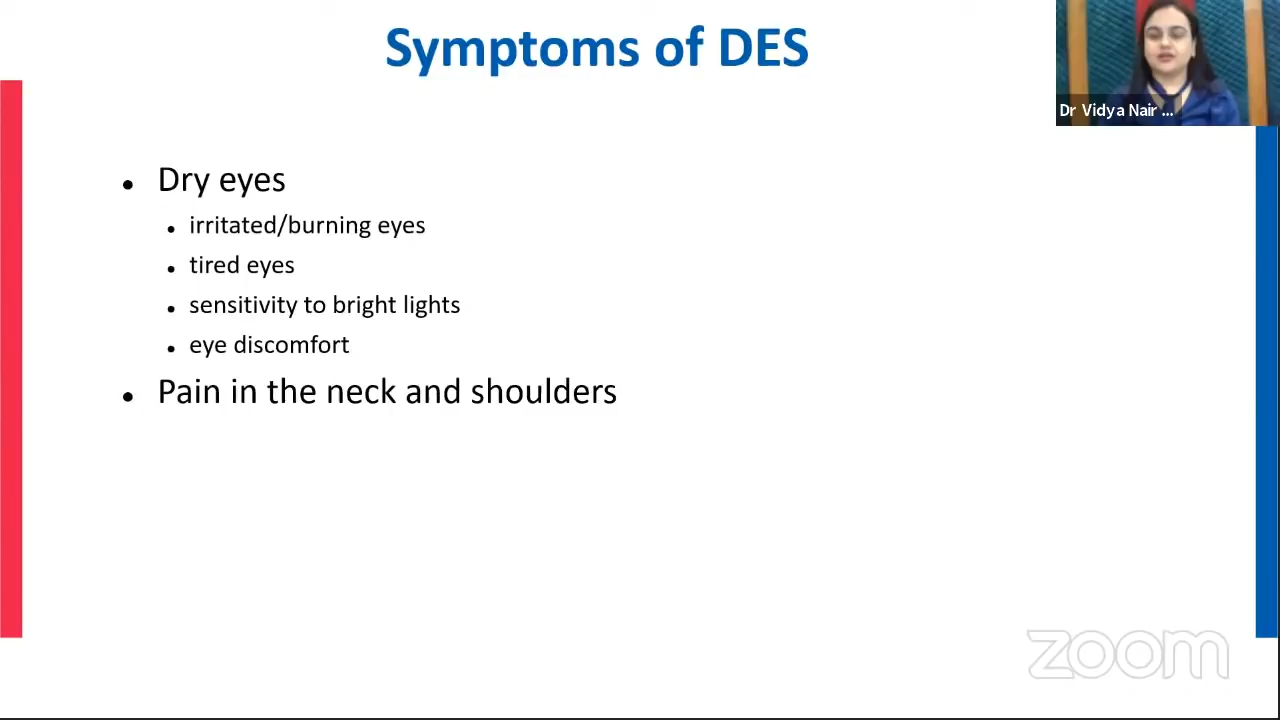 Symptoms of DES
Dr Vidya Nair ...
• Dry eyes
• irritated/burning eyes
• tired eyes
• sensitivity to bright lights
• eye discomfort
• Pain in the neck and shoulders
zoom